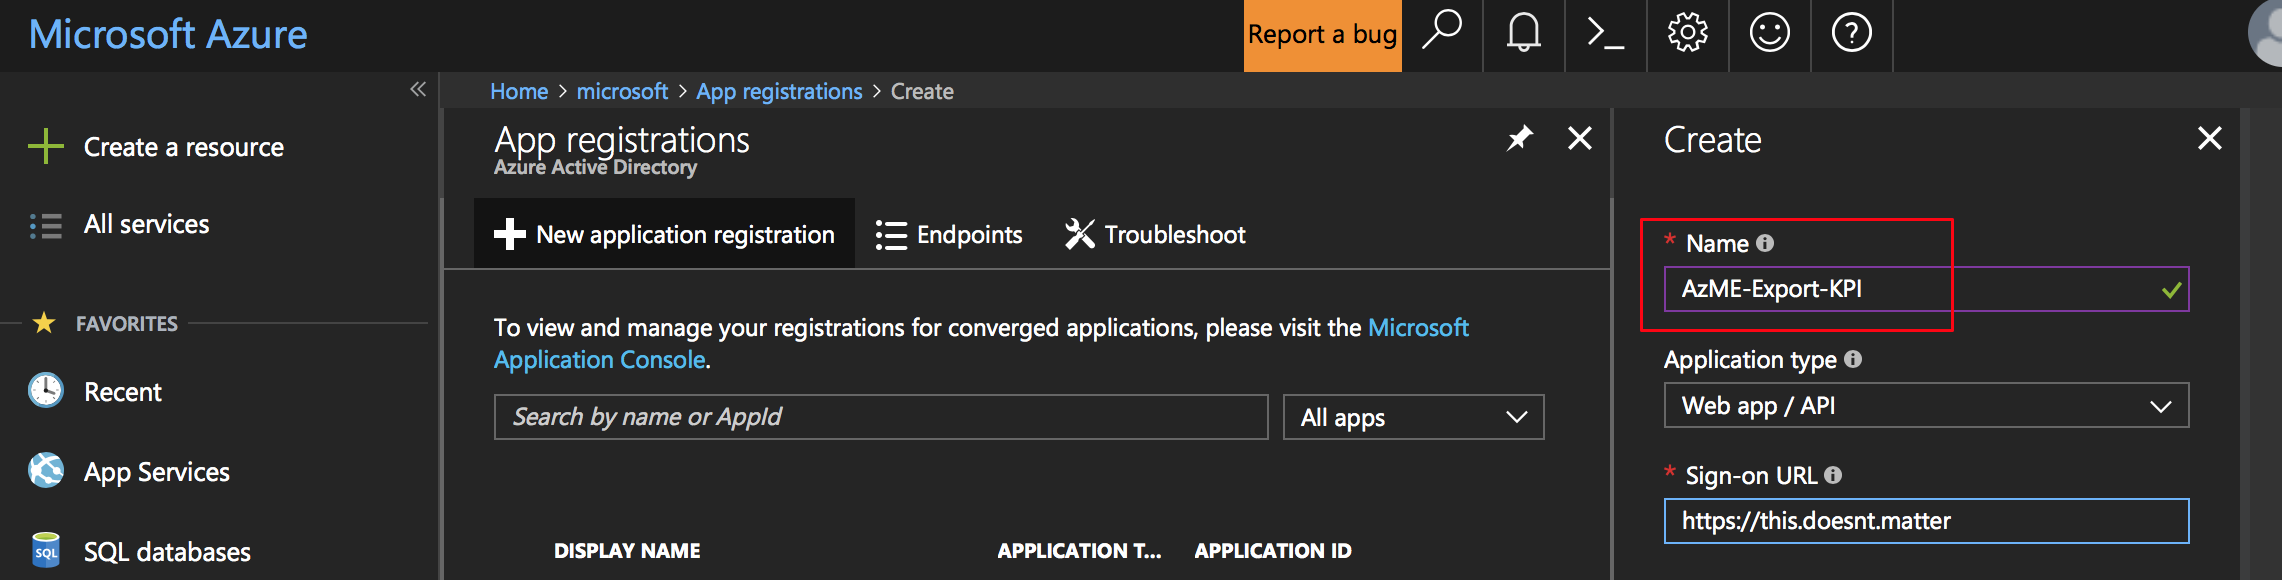 Microsoft Azure
Report a bug
Home > microsoft > App registrations > Create
Create a resource
All services
FAVORITES
Recent
App Services
SQL
SQL databases
App registrations
Azure Active Directory
New application registration
Endpoints
Troubleshoot
To view and manage your registrations for converged applications, please visit the Microsoft
Application Console.
Search by name or AppId
All apps
DISPLAY NAME
APPLICATION T...
APPLICATION ID
Create
* Name
AzME-Export-KPI
Application type
Web app / API
* Sign-on URL
https://this.doesnt.matter